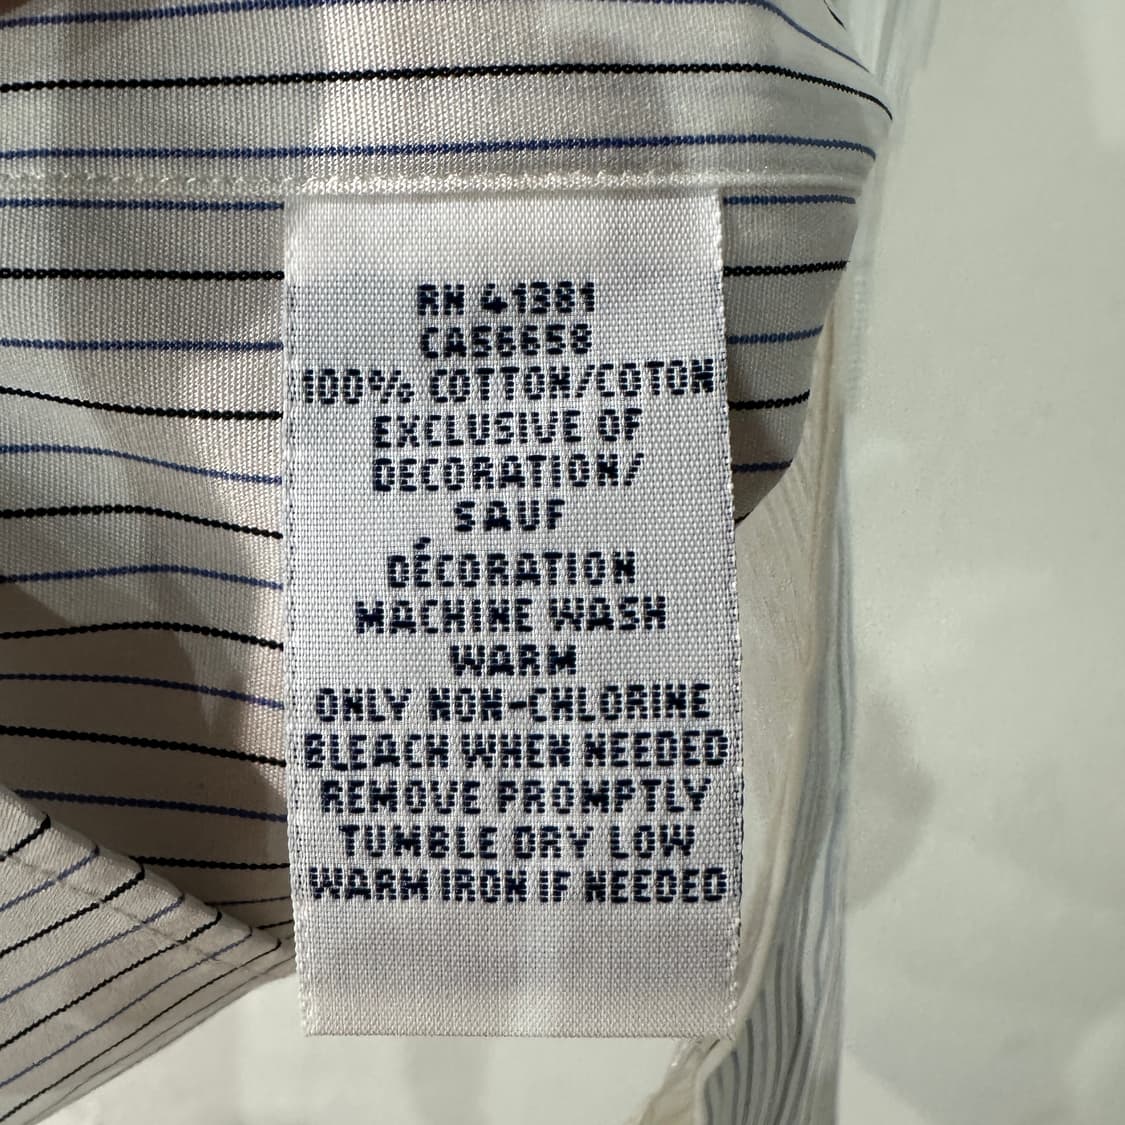 RN 41381
CA56658
100% COTTON/COTON
EXCLUSIVE OF
DECORATION/
SAUF
DÉCORATION
MACHINE WASH
WARM
ONLY NON-CHLORINE
BLEACH WHEN NEEDED
REMOVE PROMPTLY
TUMBLE DRY LOW
WARM IRON IF NEEDED